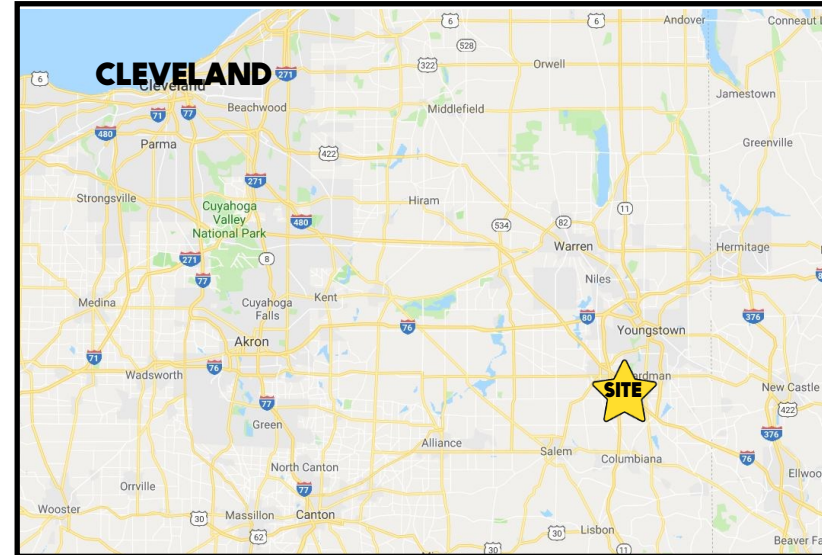 6
6
Andover
Conneaut L
528
CLEVELAND
271
322
Orwell
6
Cleveland
Jamestown
71
77
Beachwood
Middlefield
480
Parma
422
Greenville
271
Strongsville
Cuyahoga
Valley
National Park
Hiram
11
480
534
82
Warren
Hermitage
271
8
77
Niles
Medina
Cuyahoga
Falls
Kent
76
80
376
Youngstown
Akron
71
76
Wadsworth
rdman
SITE
New Castle
77
422
Green
376
Alliance
Salem
Columbiana
76
North Canton
Ellwoo
77
Orrville
Wooster
30
Massillon
Canton
62
30
Lisbon
30
11
Beaver Fa